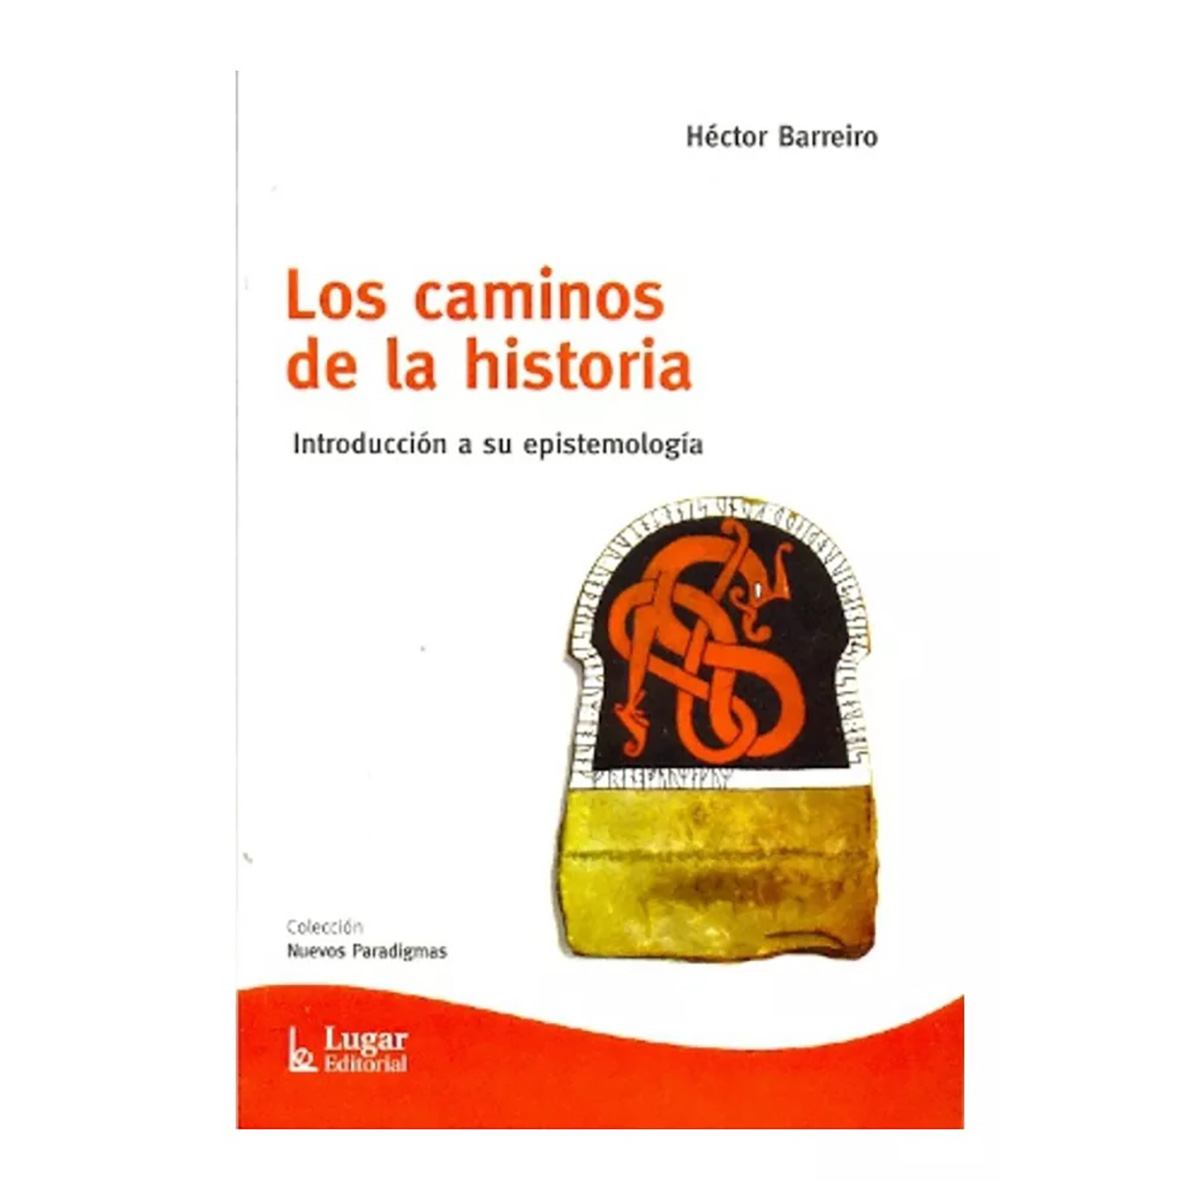 Héctor Barreiro
Los caminos
de la historia
Introducción a su epistemología
Colección
Nuevos Paradigmas
Lugar
Editorial